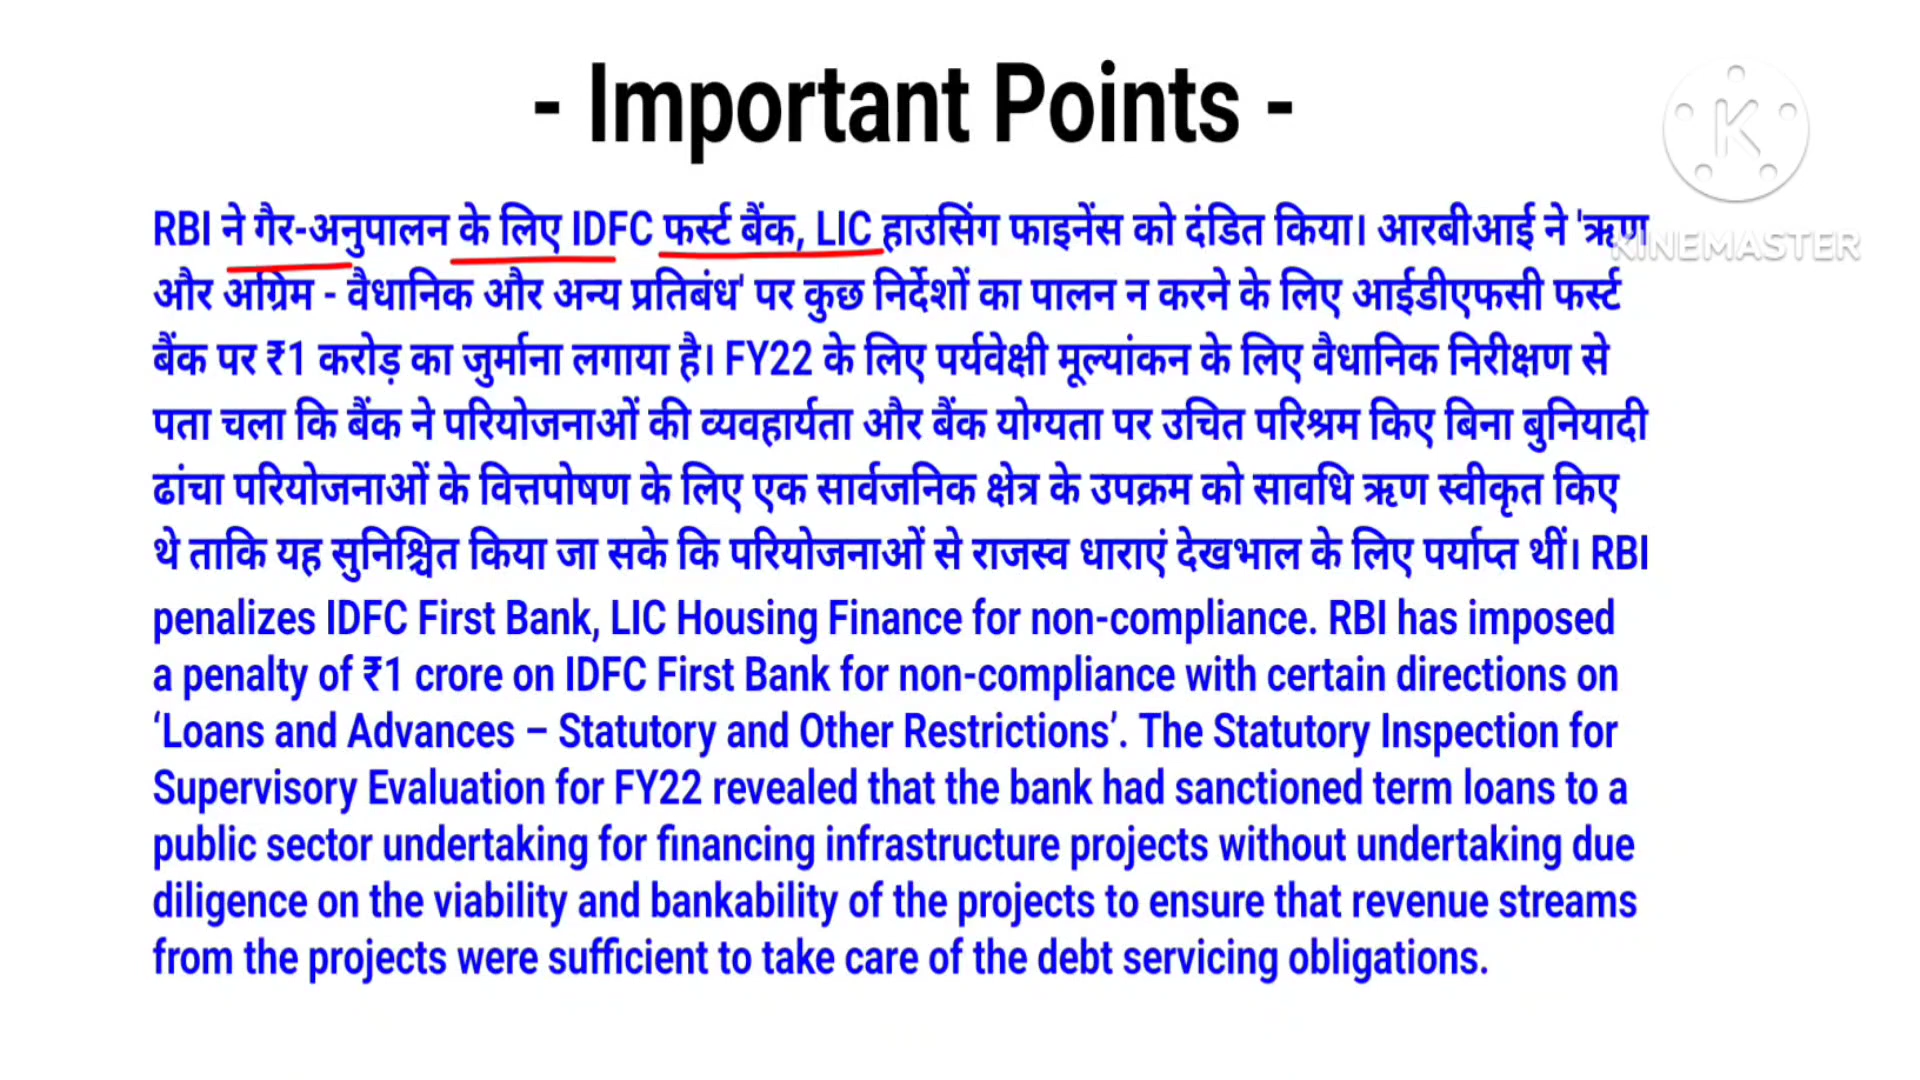 - Important Points -
K
KINEMASTER
RBI ने गैर-अनुपालन के लिए IDFC फर्स्ट बैंक, LIC हाउसिंग फाइनेंस को दंडित किया। आरबीआई ने 'ऋण
और अग्रिम - वैधानिक और अन्य प्रतिबंध' पर कुछ निर्देशों का पालन न करने के लिए आईडीएफसी फर्स्ट
बैंक पर ₹1 करोड़ का जुर्माना लगाया है। FY22 के लिए पर्यवेक्षी मूल्यांकन के लिए वैधानिक निरीक्षण से
पता चला कि बैंक ने परियोजनाओं की व्यवहार्यता और बैंक योग्यता पर उचित परिश्रम किए बिना बुनियादी
ढांचा परियोजनाओं के वित्तपोषण के लिए एक सार्वजनिक क्षेत्र के उपक्रम को सावधि ऋण स्वीकृत किए
थे ताकि यह सुनिश्चित किया जा सके कि परियोजनाओं से राजस्व धाराएं देखभाल के लिए पर्याप्त थीं। RBI
penalizes IDFC First Bank, LIC Housing Finance for non-compliance. RBI has imposed
a penalty of ₹1 crore on IDFC First Bank for non-compliance with certain directions on
‘Loans and Advances – Statutory and Other Restrictions’. The Statutory Inspection for
Supervisory Evaluation for FY22 revealed that the bank had sanctioned term loans to a
public sector undertaking for financing infrastructure projects without undertaking due
diligence on the viability and bankability of the projects to ensure that revenue streams
from the projects were sufficient to take care of the debt servicing obligations.